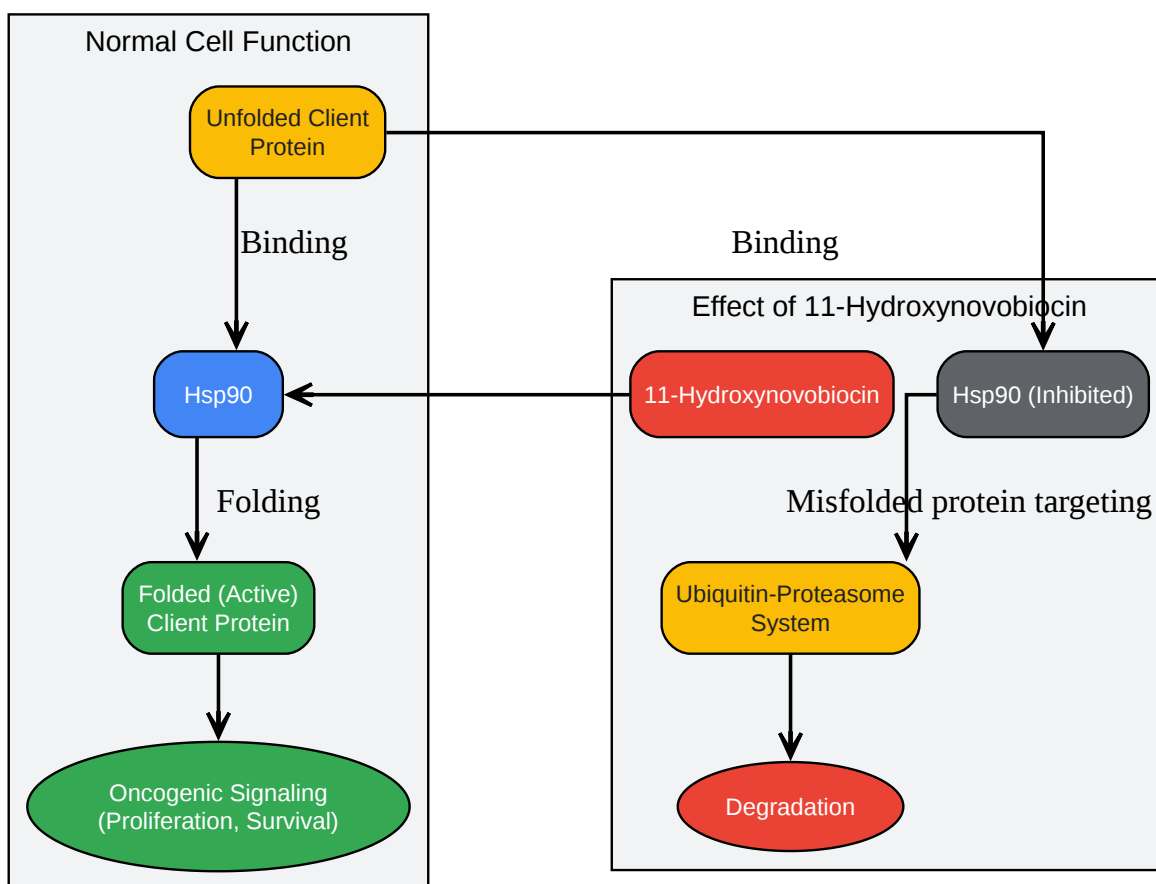 Normal Cell Function
Unfolded Client
Protein
Binding
Binding
Effect of 11-Hydroxynovobiocin
Hsp90
11-Hydroxynovobiocin
Hsp90 (Inhibited)
Folding
Misfolded protein targeting
Folded (Active)
Client Protein
Ubiquitin-Proteasome
System
Oncogenic Signaling
(Proliferation, Survival)
Degradation